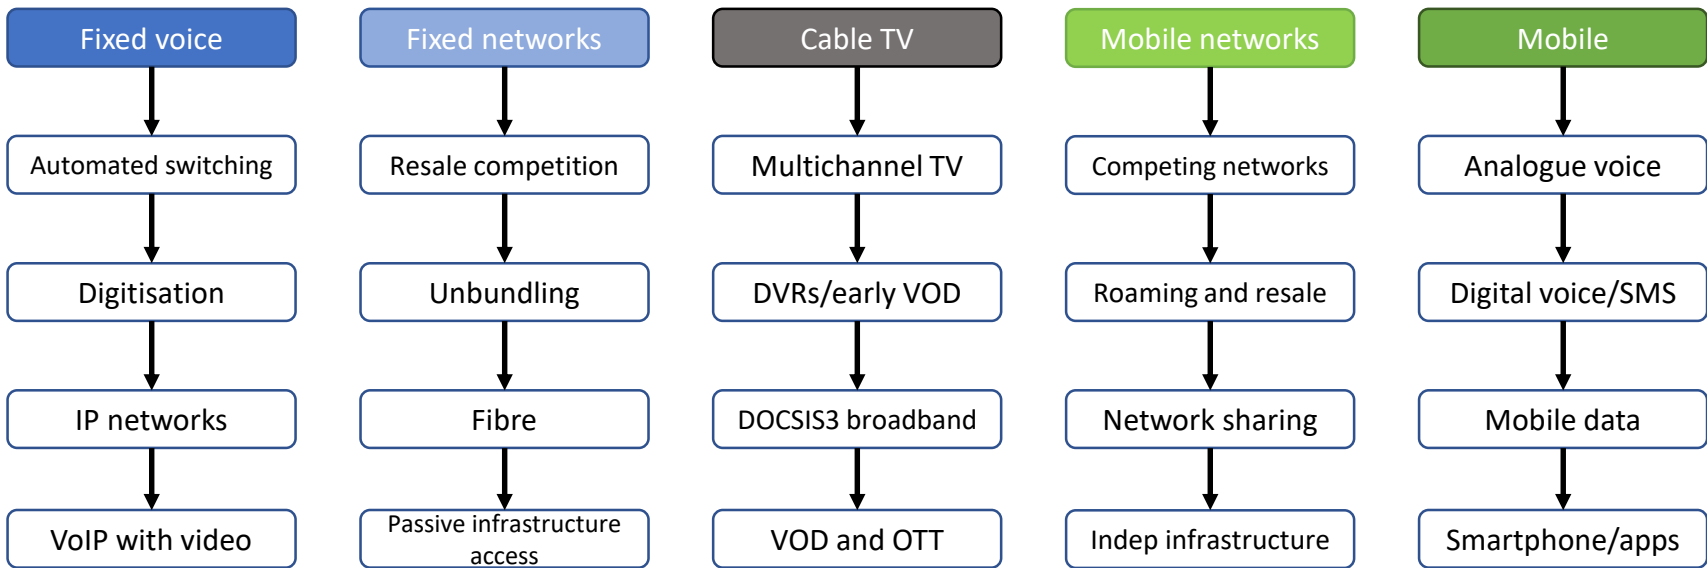 Fixed voice
Fixed networks
Cable TV
Mobile networks
Mobile
Automated switching
Resale competition
Multichannel TV
Competing networks
Analogue voice
Digitisation
Unbundling
DVRs/early VOD
Roaming and resale
Digital voice/SMS
IP networks
Fibre
DOCSIS3 broadband
Network sharing
Mobile data
VoIP with video
Passive infrastructure
access
VOD and OTT
Indep infrastructure
Smartphone/apps